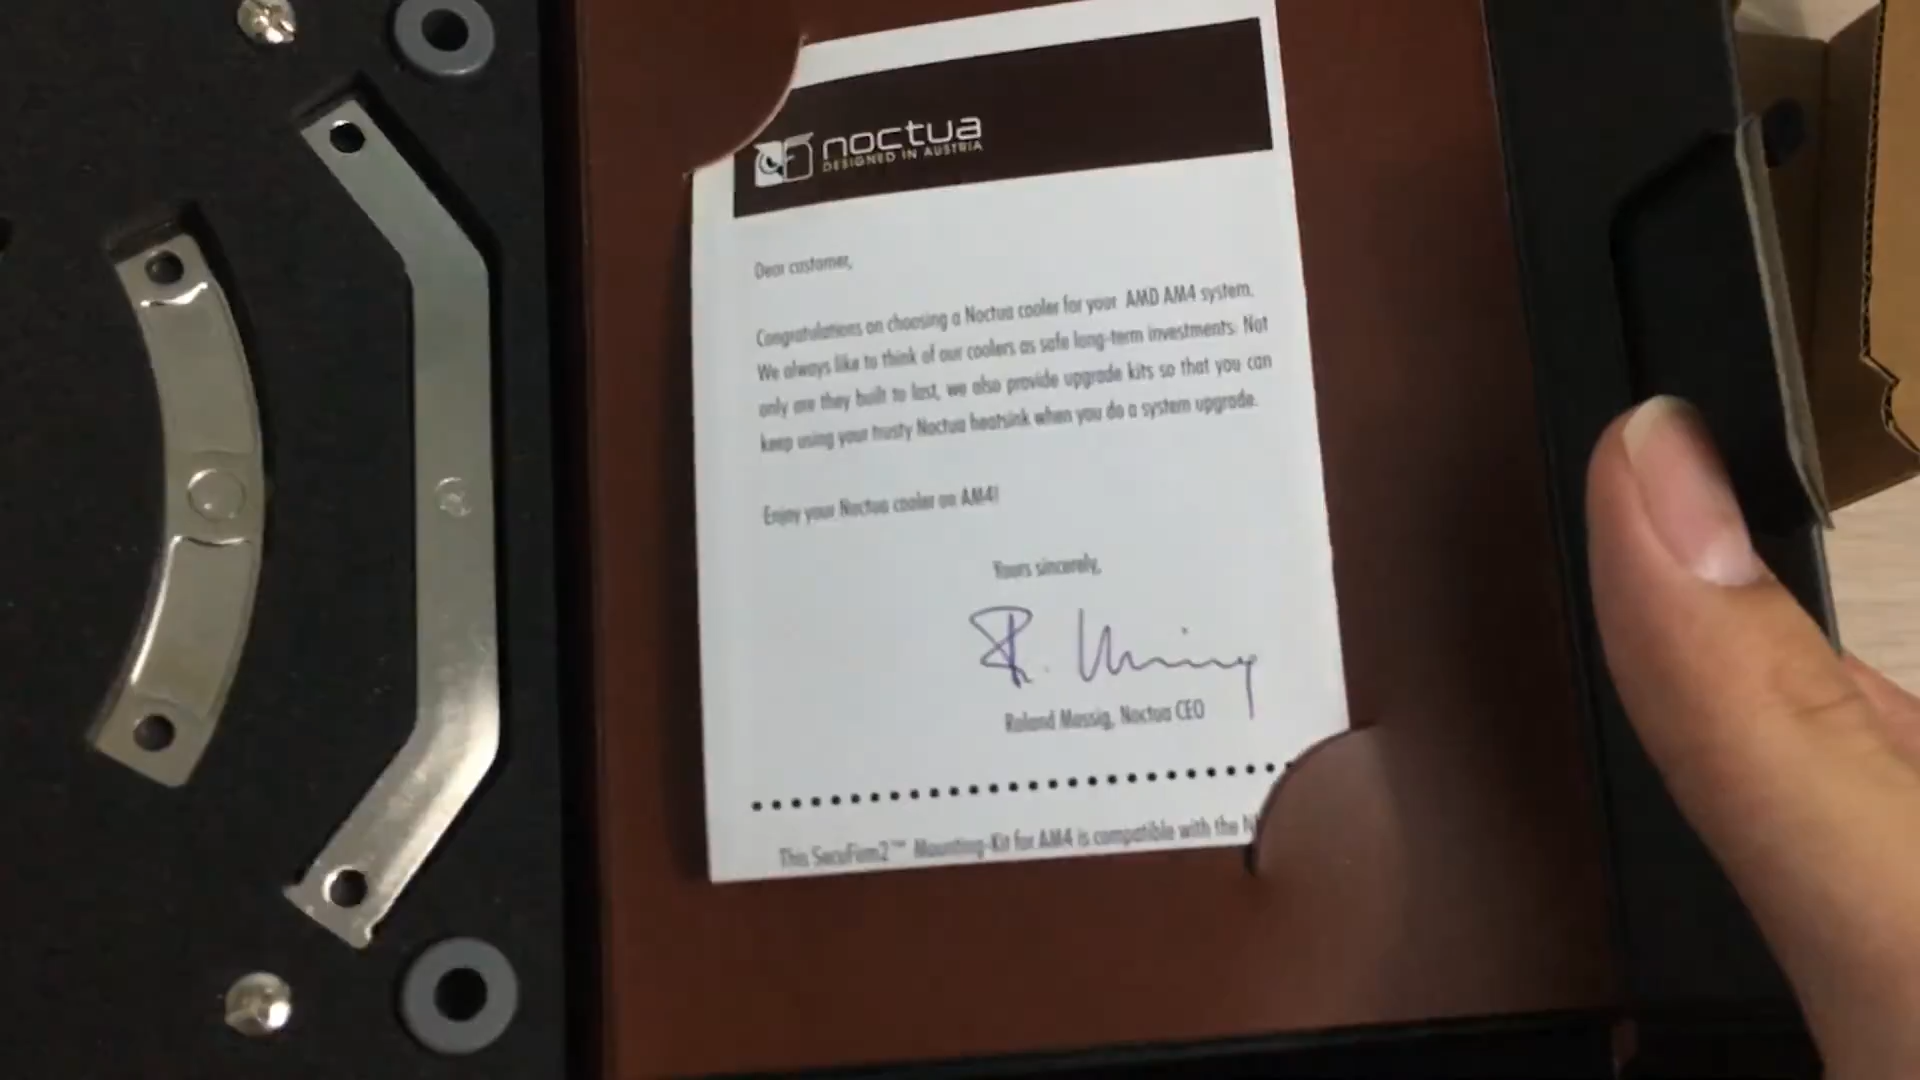 noctua
DESIGNED IN AUSTRIA
Dear customer,
Congratulations on choosing a Noctua cooler for your AMD AM4 system.
We always like to think of our coolers as safe long-term investments. Not
only are they built to last, we also provide upgrade kits so that you can
keep using your trusty Noctua heatsink when you do a system upgrade.
Enjoy your Noctua cooler on AM4!
Yours sincerely,
Roland Mossig, Noctua CEO
This SecuFirm2™ Mounting-Kit for AM4 is compatible with the